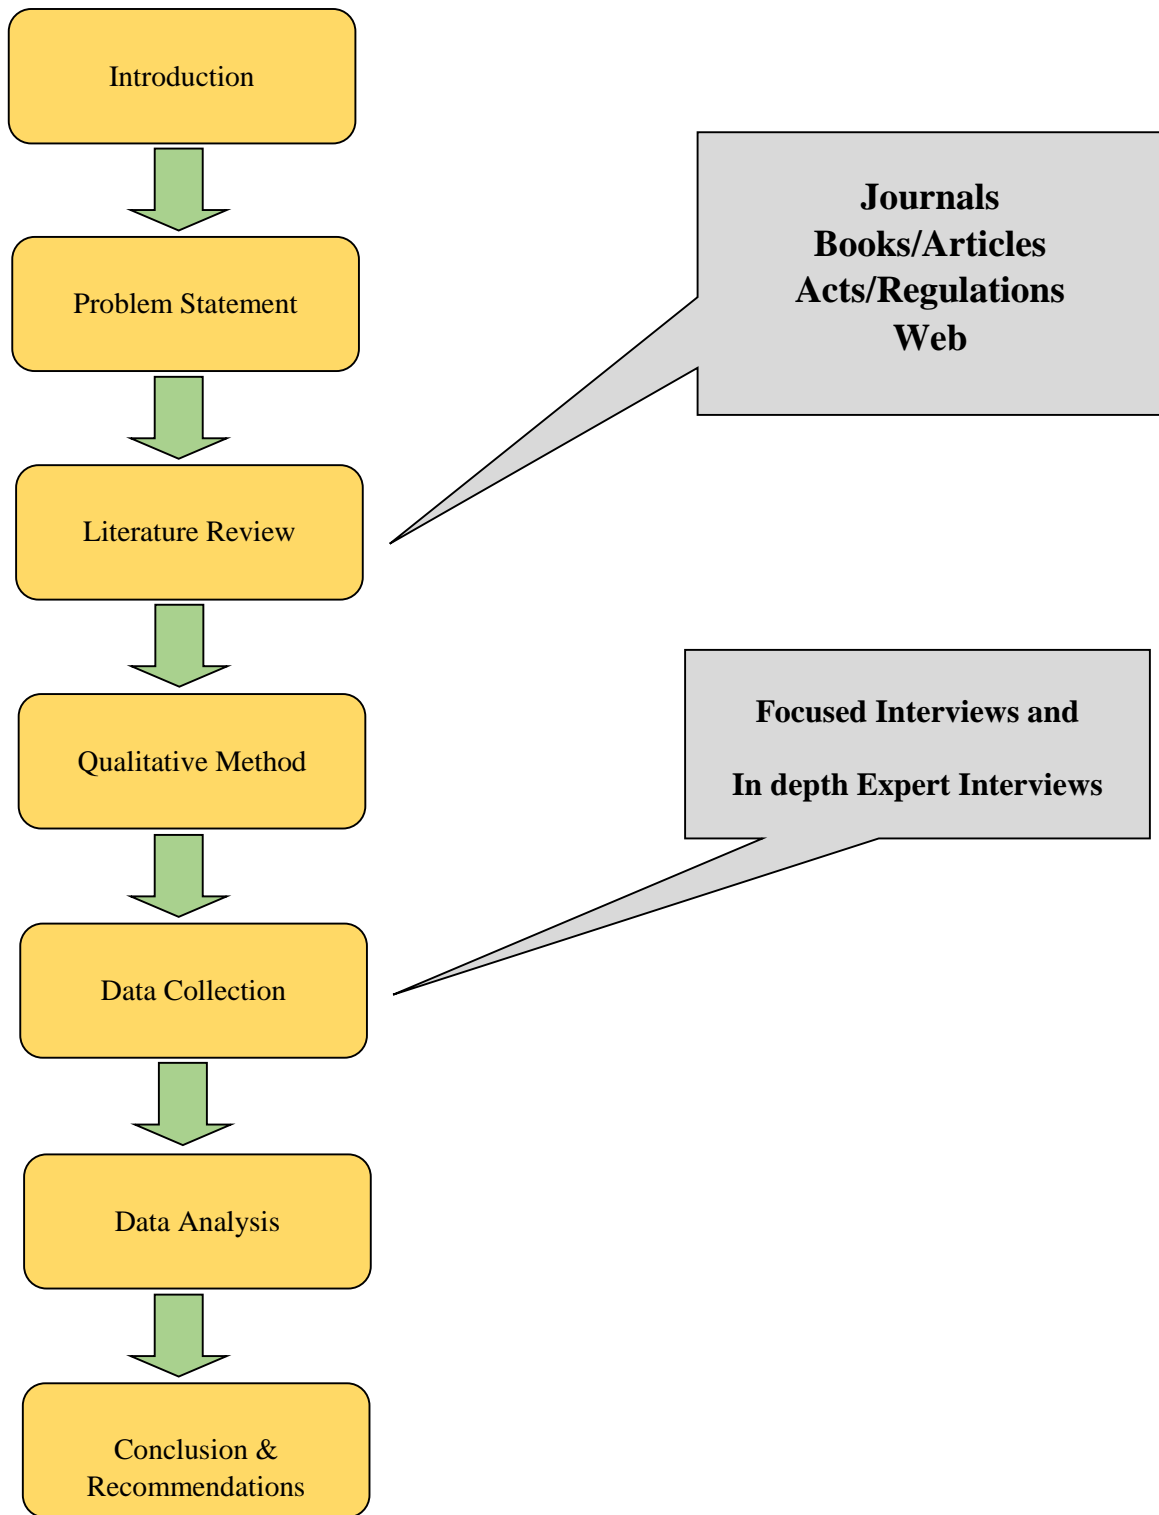 Introduction
Problem Statement
Literature Review
Journals
Books/Articles
Acts/Regulations
Web
Qualitative Method
Data Collection
Focused Interviews and
In depth Expert Interviews
Data Analysis
Conclusion &
Recommendations